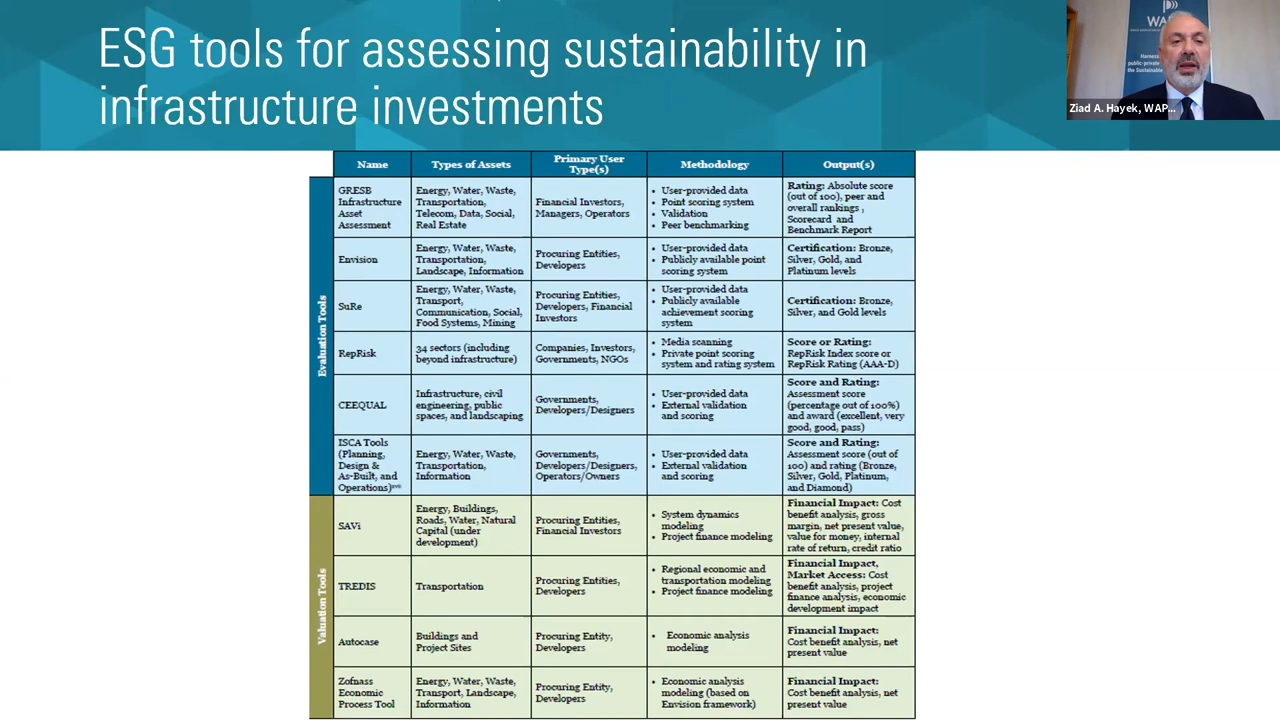 ESG tools for assessing sustainability in
infrastructure investments
Harness
public-private
the Sustainable
Ziad A. Hayek, WAP...
Name
Types of Assets
Primary User
Type(s)
Methodology
Output(s)
Evaluation Tools
GRESB
Infrastructure
Asset
Assessment
Energy, Water, Waste,
Transportation,
Telecom, Data, Social,
Real Estate
Financial Investors,
Managers, Operators
• User-provided data
• Point scoring system
• Validation
• Peer benchmarking
Rating: Absolute score
(out of 100), peer and
overall rankings ,
Scorecard and
Benchmark Report
Envision
Energy, Water, Waste,
Transportation,
Landscape, Information
Procuring Entities,
Developers
• User-provided data
• Publicly available point
scoring system
Certification: Bronze,
Silver, Gold, and
Platinum levels
SuRe
Energy, Water, Waste,
Transport,
Communication, Social,
Food Systems, Mining
Procuring Entities,
Developers, Financial
Investors
• User-provided data
• Publicly available
achievement scoring
system
Certification: Bronze,
Silver, and Gold levels
RepRisk
34 sectors (including
beyond infrastructure)
Companies, Investors,
Governments, NGOs
• Media scanning
• Private point scoring
system and rating system
Score or Rating:
RepRisk Index score or
RepRisk Rating (AAA-D)
CEEQUAL
Infrastructure, civil
engineering, public
spaces, and landscaping
Governments,
Developers/Designers
• User-provided data
• External validation
and scoring
Score and Rating:
Assessment score
(percentage out of 100%)
and award (excellent, very
good, good, pass)
ISCA Tools
(Planning,
Design &
As-Built, and
Operations)
Energy, Water, Waste,
Transportation,
Information
Governments,
Developers/Designers,
Operators/Owners
• User-provided data
• External validation
and scoring
Score and Rating:
Assessment score (out of
100) and rating (Bronze,
Silver, Gold, Platinum,
and Diamond)
Valuation Tools
SAVi
Energy, Buildings,
Roads, Water, Natural
Capital (under
development)
Procuring Entities,
Financial Investors
• System dynamics
modeling
• Project finance modeling
Financial Impact: Cost
benefit analysis, gross
margin, net present value,
value for money, internal
rate of return, credit ratio
TREDIS
Transportation
Procuring Entities,
Developers
• Regional economic and
transportation modeling
• Project finance modeling
Financial Impact,
Market Access: Cost
benefit analysis, project
finance analysis, economic
development impact
Autocase
Buildings and
Project Sites
Procuring Entity,
Developers
• Economic analysis
modeling
Financial Impact:
Cost benefit analysis, net
present value
Zofnass
Economic
Process Tool
Energy, Water, Waste,
Transport, Landscape,
Information
Procuring Entity,
Developers
• Economic analysis
modeling (based on
Envision framework)
Financial Impact:
Cost benefit analysis, net
present value